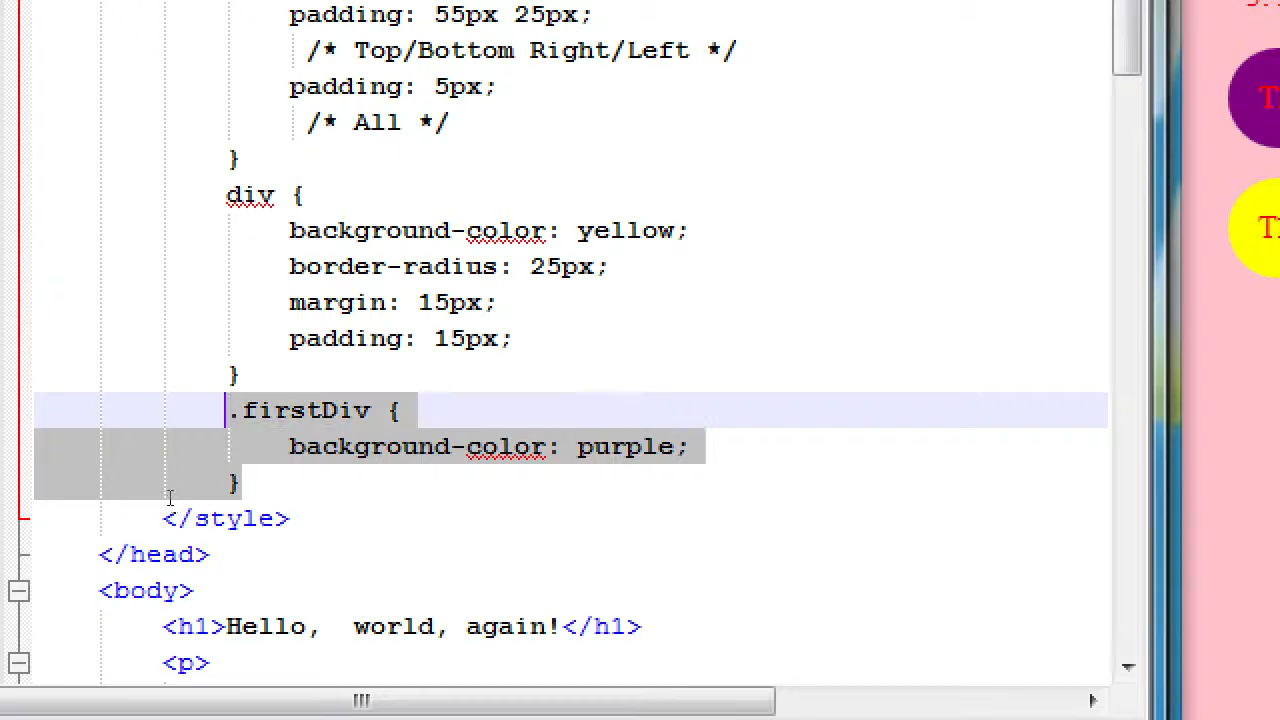 padding: 55px 25px;
/* Top/Bottom Right/Left */
padding: 5px;
/* All */
}
div {
background-color: yellow;
border-radius: 25px;
margin: 15px;
padding: 15px;
}
.firstDiv {
background-color: purple;
}
</style>
</head>
<body>
<h1>Hello,  world, again!</h1>
<p>